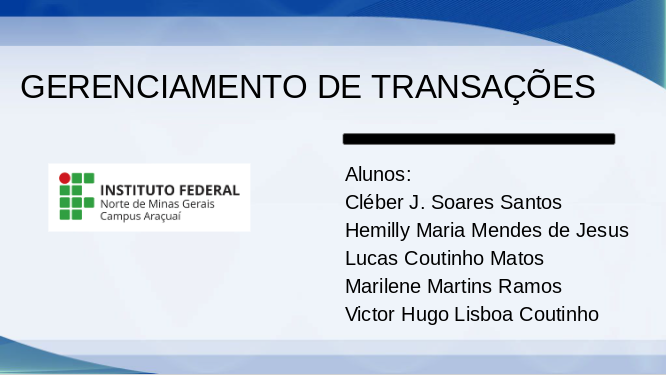 GERENCIAMENTO DE TRANSAÇÕES
INSTITUTO FEDERAL
Norte de Minas Gerais
Campus Araçuaí
Alunos:
Cléber J. Soares Santos
Hemilly Maria Mendes de Jesus
Lucas Coutinho Matos
Marilene Martins Ramos
Victor Hugo Lisboa Coutinho